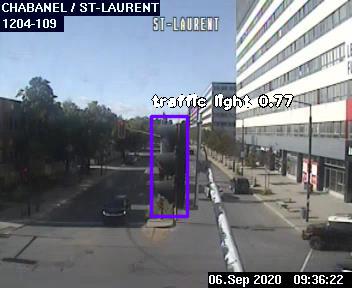 CHABANEL / ST-LAURENT
1204-109
ST-LAURENT
traffic light 0.77
06.Sep 2020 09:36:22